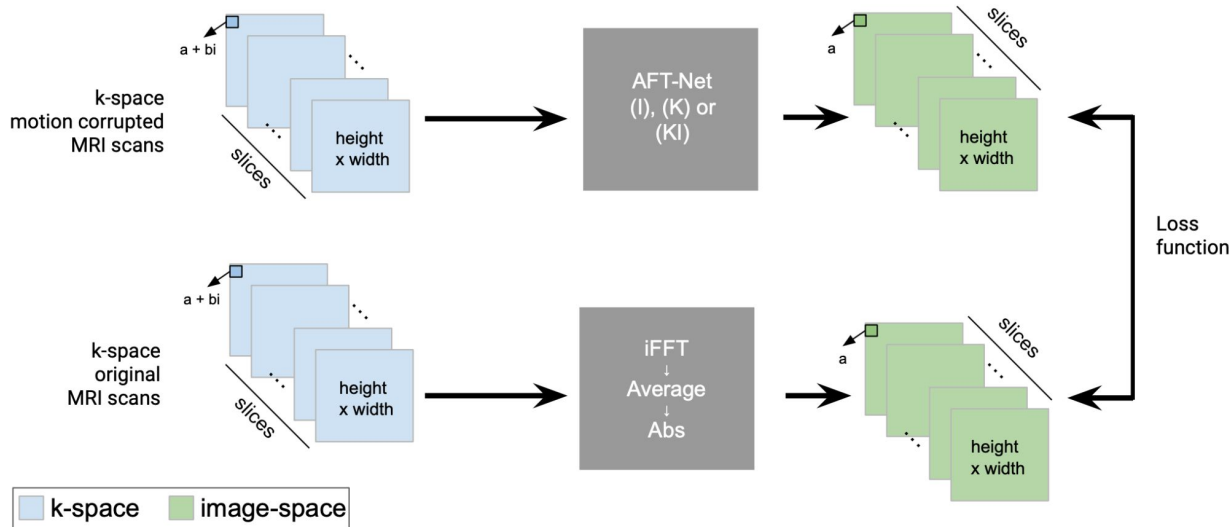 a + bi
k-space
motion corrupted
MRI scans
slices
height
x width
AFT-Net
(I), (K) or
(KI)
a
slices
height
x width
Loss
function
a + bi
k-space
original
MRI scans
slices
height
x width
iFFT
↓
Average
↓
Abs
a
slices
height
x width
k-space
image-space